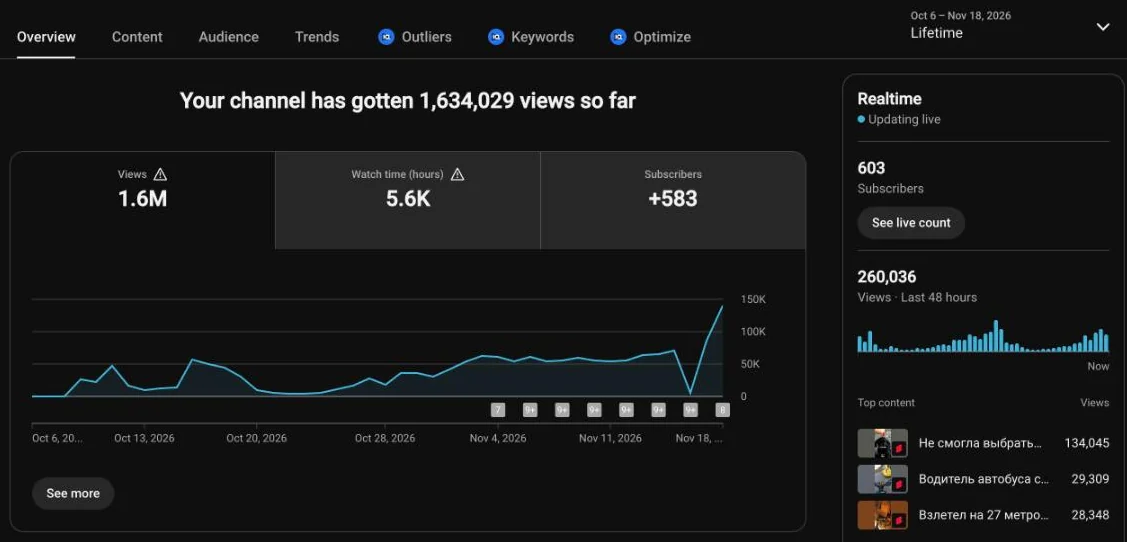 Overview Content Audience Trends Outliers Keywords Optimize
Oct 6 – Nov 18, 2026
Lifetime
Your channel has gotten 1,634,029 views so far
Views
1.6M
Watch time (hours)
5.6K
Subscribers
+583
150K
100K
50K
0
7 9+ 9+ 9+ 9+ 9+ 9+ 8
Oct 6, 20... Oct 13, 2026 Oct 20, 2026 Oct 28, 2026 Nov 4, 2026 Nov 11, 2026 Nov 18, ...
See more
Realtime
Updating live
603
Subscribers
See live count
260,036
Views · Last 48 hours
Now
Top content Views
Не смогла выбрать... 134,045
Водитель автобуса с... 29,309
Взлетел на 27 метро... 28,348